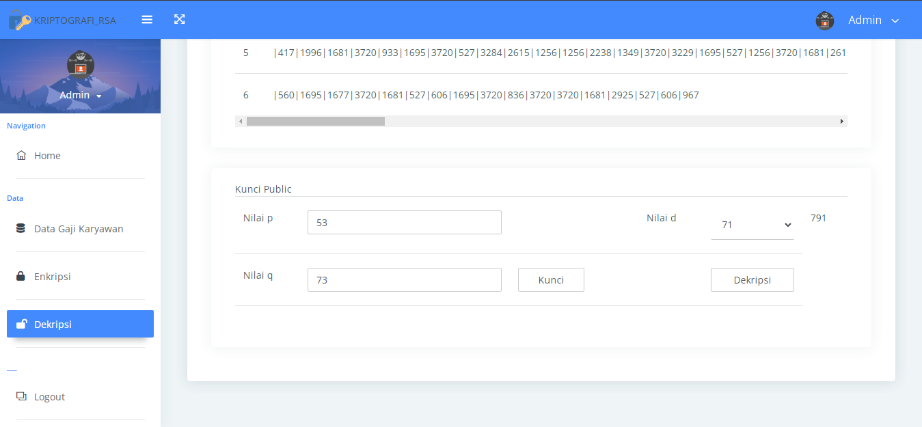 KRIPTOGRAFI_RSA
Admin
Admin
Navigation
Home
Data
Data Gaji Karyawan
Enkripsi
Dekripsi
Logout
5 |417|1996|1681|3720|933|1695|3720|527|3284|2615|1256|1256|2238|1349|3720|3229|1695|527|1256|3720|1681|261
6 |560|1695|1677|3720|1681|527|606|1695|3720|836|3720|3720|1681|2925|527|606|967
Kunci Public
Nilai p 53 Nilai d 71 791
Nilai q 73 Kunci Dekripsi